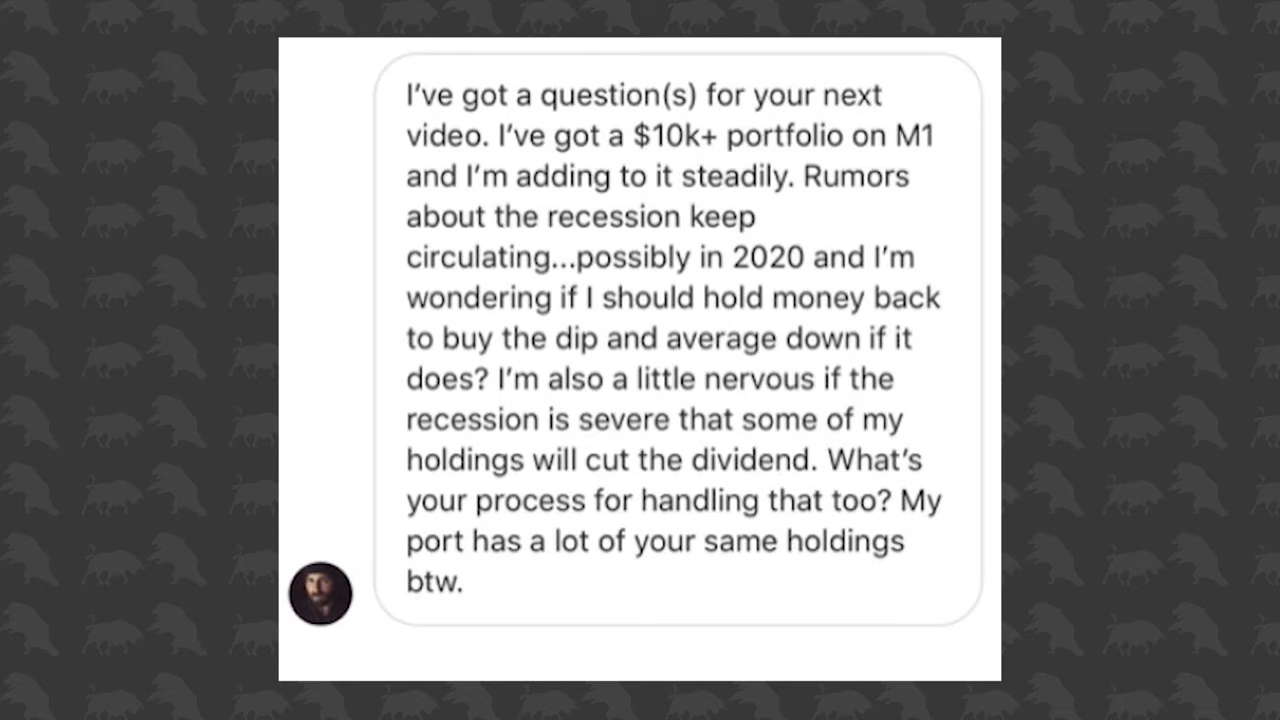 I’ve got a question(s) for your next
video. I’ve got a $10k+ portfolio on M1
and I’m adding to it steadily. Rumors
about the recession keep
circulating...possibly in 2020 and I’m
wondering if I should hold money back
to buy the dip and average down if it
does? I’m also a little nervous if the
recession is severe that some of my
holdings will cut the dividend. What’s
your process for handling that too? My
port has a lot of your same holdings
btw.